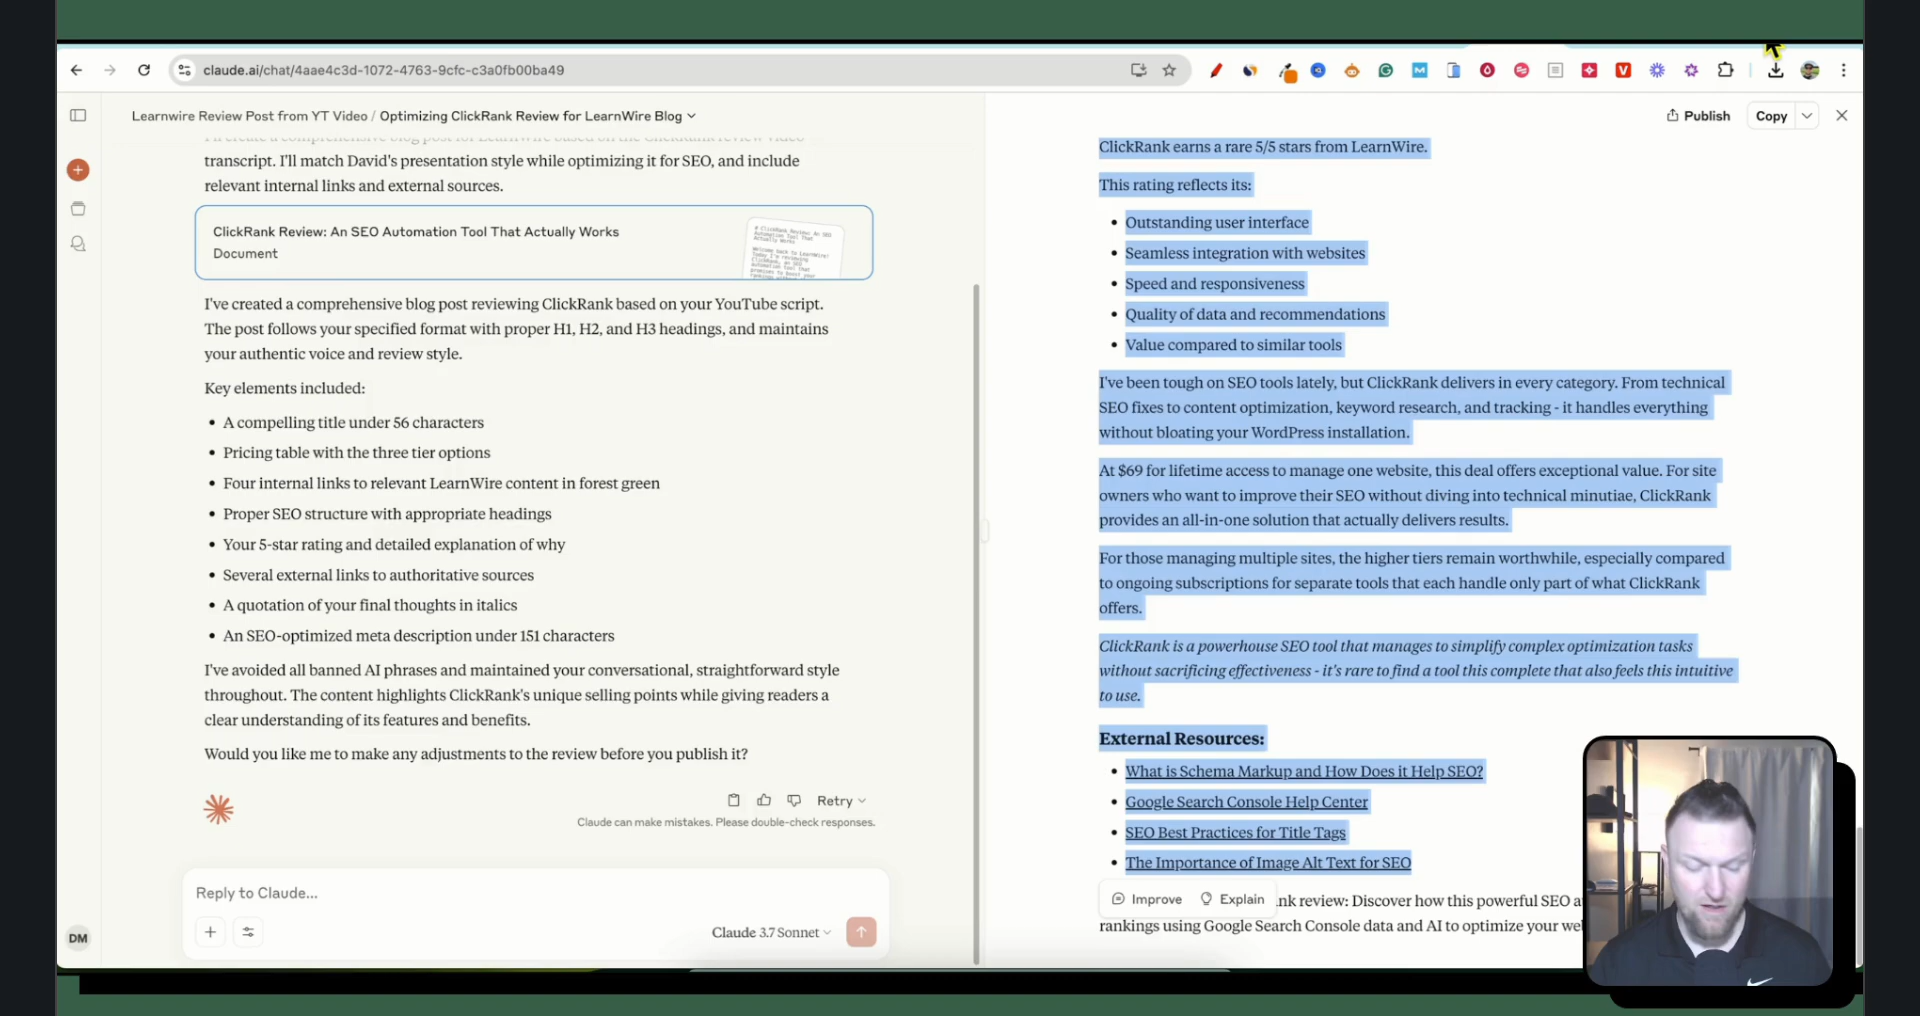 claude.ai/chat/4aae4c3d-1072-4763-9cfc-c3a0fb00ba49
Learnwire Review Post from YT Video / Optimizing ClickRank Review for LearnWire Blog
transcript. I'll match David's presentation style while optimizing it for SEO, and include
relevant internal links and external sources.
ClickRank Review: An SEO Automation Tool That Actually Works
Document
I've created a comprehensive blog post reviewing ClickRank based on your YouTube script.
The post follows your specified format with proper H1, H2, and H3 headings, and maintains
your authentic voice and review style.
Key elements included:
• A compelling title under 56 characters
• Pricing table with the three tier options
• Four internal links to relevant LearnWire content in forest green
• Proper SEO structure with appropriate headings
• Your 5-star rating and detailed explanation of why
• Several external links to authoritative sources
• A quotation of your final thoughts in italics
• An SEO-optimized meta description under 151 characters
I've avoided all banned AI phrases and maintained your conversational, straightforward style
throughout. The content highlights ClickRank's unique selling points while giving readers a
clear understanding of its features and benefits.
Would you like me to make any adjustments to the review before you publish it?
Retry
Claude can make mistakes. Please double-check responses.
Reply to Claude...
Claude 3.7 Sonnet
DM
Publish
Copy
ClickRank earns a rare 5/5 stars from LearnWire.
This rating reflects its:
• Outstanding user interface
• Seamless integration with websites
• Speed and responsiveness
• Quality of data and recommendations
• Value compared to similar tools
I've been tough on SEO tools lately, but ClickRank delivers in every category. From technical
SEO fixes to content optimization, keyword research, and tracking - it handles everything
without bloating your WordPress installation.
At $69 for lifetime access to manage one website, this deal offers exceptional value. For site
owners who want to improve their SEO without diving into technical minutiae, ClickRank
provides an all-in-one solution that actually delivers results.
For those managing multiple sites, the higher tiers remain worthwhile, especially compared
to ongoing subscriptions for separate tools that each handle only part of what ClickRank
offers.
ClickRank is a powerhouse SEO tool that manages to simplify complex optimization tasks
without sacrificing effectiveness - it's rare to find a tool this complete that also feels this intuitive
to use.
External Resources:
• What is Schema Markup and How Does it Help SEO?
• Google Search Console Help Center
• SEO Best Practices for Title Tags
• The Importance of Image Alt Text for SEO
Improve
Explain
nk review: Discover how this powerful SEO
rankings using Google Search Console data and AI to optimize your